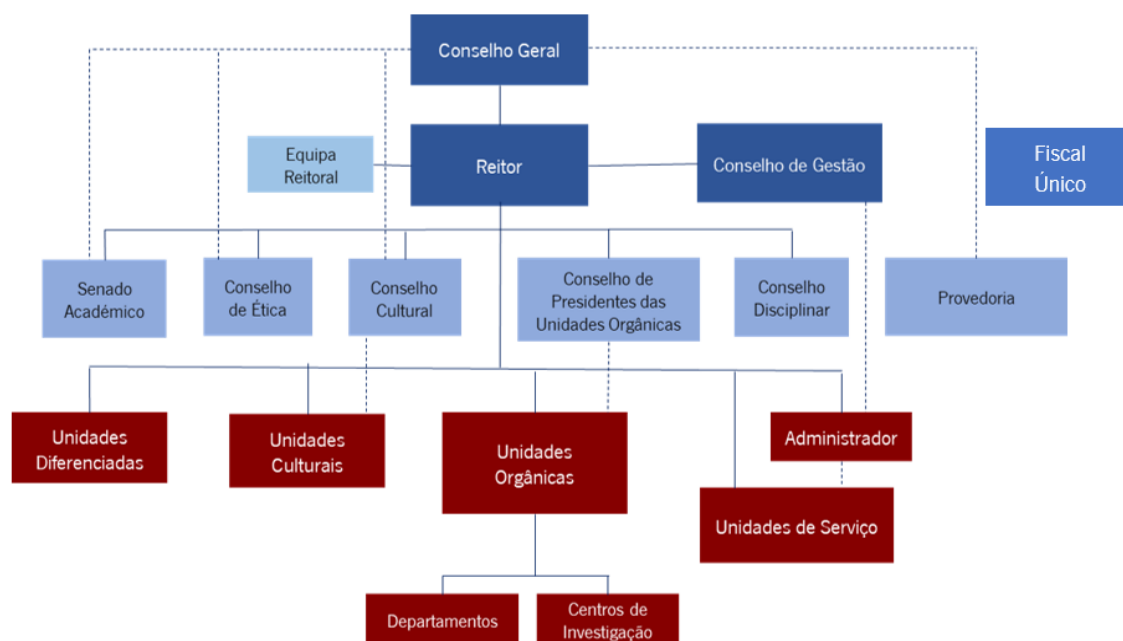 Conselho Geral
Equipa
Reitoral
Reitor
Conselho de Gestão
Fiscal
Único
Senado
Académico
Conselho
de Ética
Conselho
Cultural
Conselho de
Presidentes das
Unidades Orgânicas
Conselho
Disciplinar
Provedoria
Unidades
Diferenciadas
Unidades
Culturais
Unidades
Orgânicas
Administrador
Unidades de Serviço
Departamentos
Centros de
Investigação